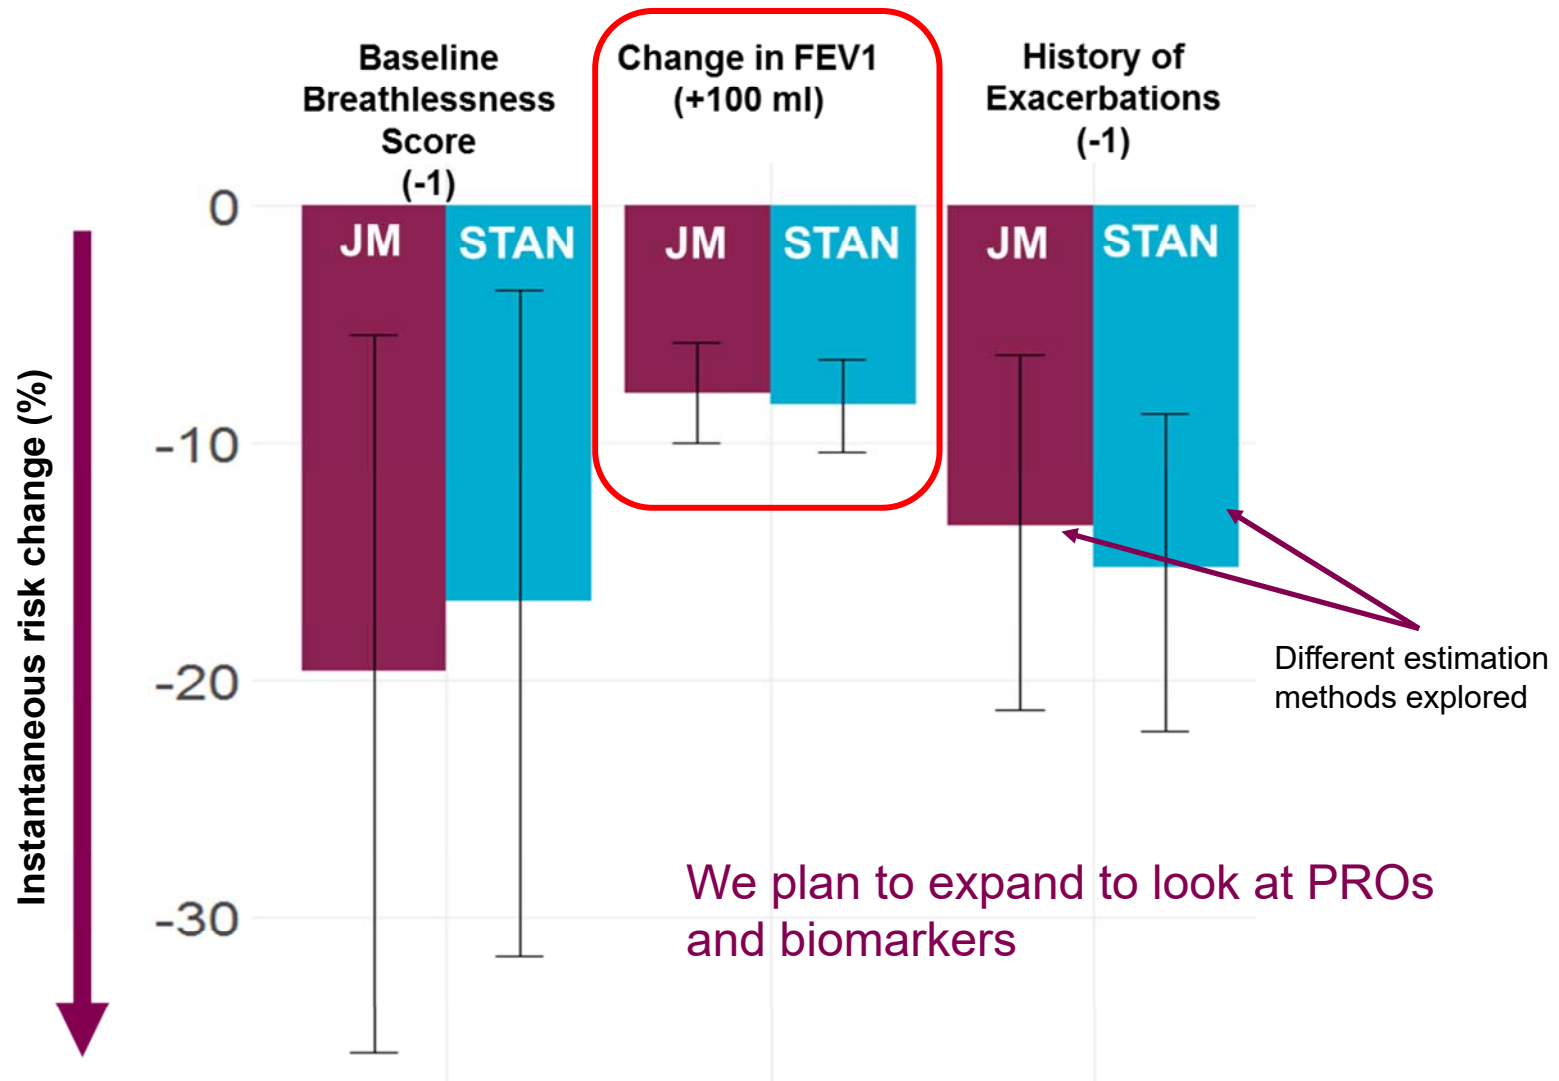 Baseline
Breathlessness
Score
(-1)
Change in FEV1
(+100 ml)
History of
Exacerbations
(-1)
Instantaneous risk change (%)
0
-10
-20
-30
JM
STAN
JM
STAN
JM
STAN
Different estimation
methods explored
We plan to expand to look at PROs
and biomarkers